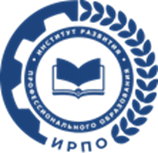 • ИНСТИТУТ РАЗВИТИЯ •
ПРОФЕССИОНАЛЬНОГО ОБРАЗОВАНИЯ
ИРПО